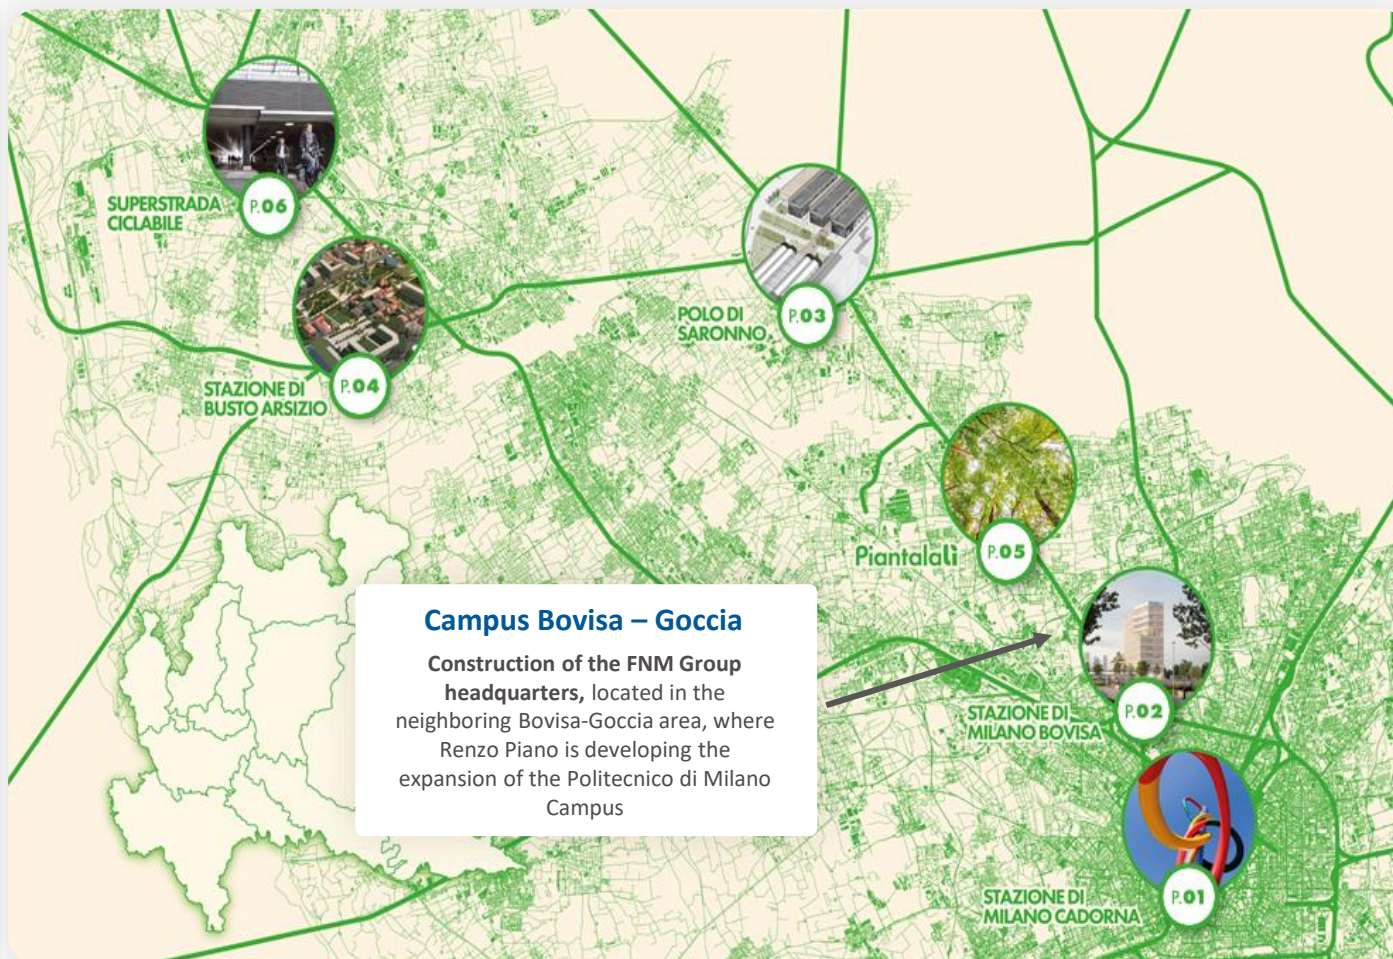 SUPERSTRADA
CICLABILE
P.06
STAZIONE DI
BUSTO ARSIZIO
P.04
POLO DI
SARONNO
P.03
Piantalalì
P.05
Campus Bovisa – Goccia
Construction of the FNM Group
headquarters, located in the
neighboring Bovisa-Goccia area, where
Renzo Piano is developing the
expansion of the Politecnico di Milano
Campus
STAZIONE DI
MILANO BOVISA
P.02
STAZIONE DI
MILANO CADORNA
P.01